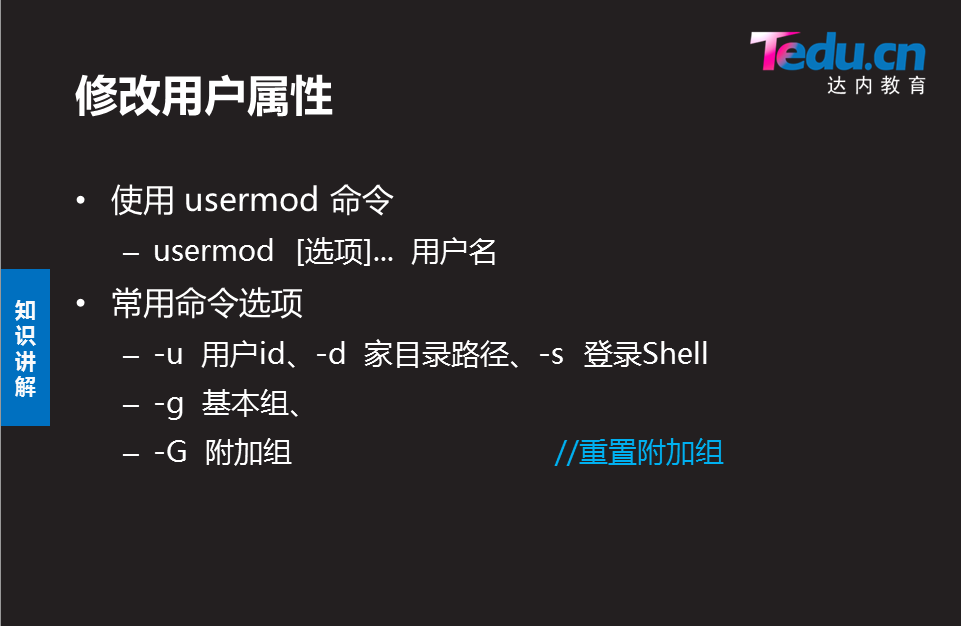 Tedu.cn
达内教育
修改用户属性
• 使用 usermod 命令
– usermod [选项]... 用户名
• 常用命令选项
– -u 用户id、-d 家目录路径、-s 登录Shell
– -g 基本组、
– -G 附加组 //重置附加组
知识讲解